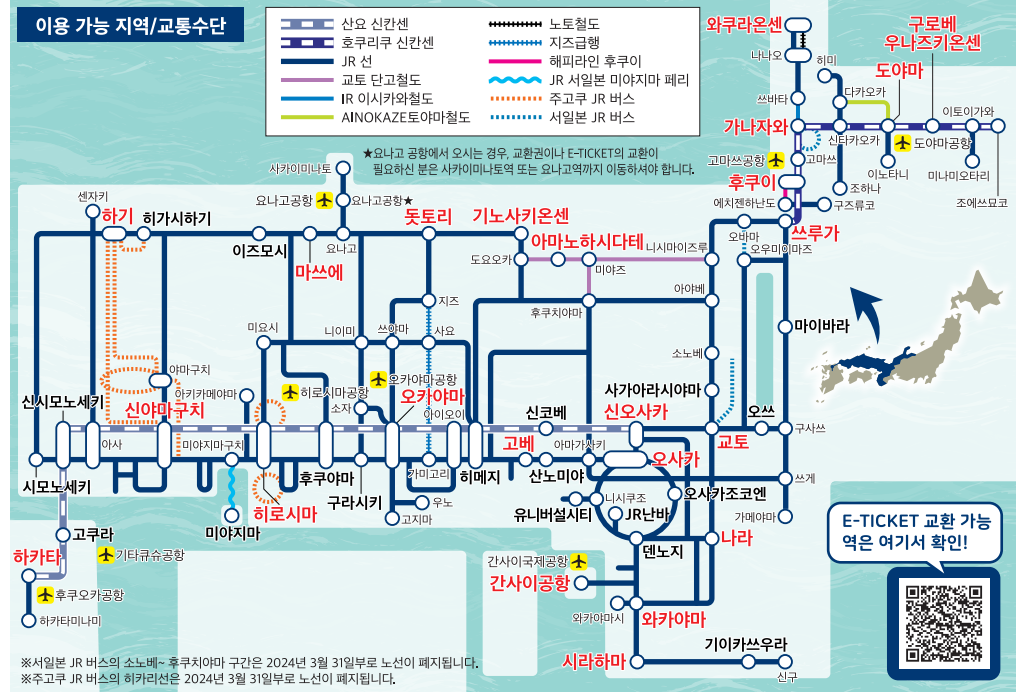 이용 가능 지역/교통수단
산요 신칸센
호쿠리쿠 신칸센
JR 선
교토 단고철도
IR 이시카와철도
AINOKAZE토야마철도
노토철도
지즈급행
해피라인 후쿠이
JR 서일본 미야지마 페리
주고쿠 JR 버스
서일본 JR 버스
★요나고 공항에서 오시는 경우, 교환권이나 E-TICKET의 교환이
필요하신 분은 사카이미나토역 또는 요나고역까지 이동하셔야 합니다.
와쿠라온센
구로베
우나즈키온센
나나오
히미
도야마
쓰바타
다카오카
이토이가와
가나자와
신타카오카
도야마공항
고마쓰공항
고마쓰
이노타니
미나미오타리
후쿠이
조하나
에치젠하난도
구즈류코
조에쓰묘코
사카이미나토
센자키
요나고공항
요나고공항★
하기
히가시하기
돗토리
기노사키온센
오바마
쓰루가
이즈모시
요나고
아마노하시다테
니시마이즈루
오우미이마즈
마쓰에
도요오카
미야즈
지즈
후쿠치야마
아야베
미요시
니이미
쓰야마
사요
마이바라
소노베
야마구치
아키카메야마
히로시마공항
오카야마공항
사가아라시야마
신시모노세키
신야마구치
소자
오카야마
아이오이
신코베
신오사카
오쓰
구사쓰
아사
미야지마구치
고베
아마가사키
교토
시모노세키
후쿠야마
가미고리
히메지
산노미야
오사카
쓰게
구라시키
우노
고지마
히로시마
미야지마
니시쿠조
오사카조코엔
유니버설시티
JR난바
가메야마
고쿠라
하카타
기타큐슈공항
덴노지
나라
E-TICKET 교환 가능
역은 여기서 확인!
간사이국제공항
간사이공항
후쿠오카공항
하카타미나미
와카야마시
와카야마
기이카쓰우라
시라하마
신구
※서일본 JR 버스의 소노베~ 후쿠치야마 구간은 2024년 3월 31일부로 노선이 폐지됩니다.
※주고쿠 JR 버스의 히카리선은 2024년 3월 31일부로 노선이 폐지됩니다.